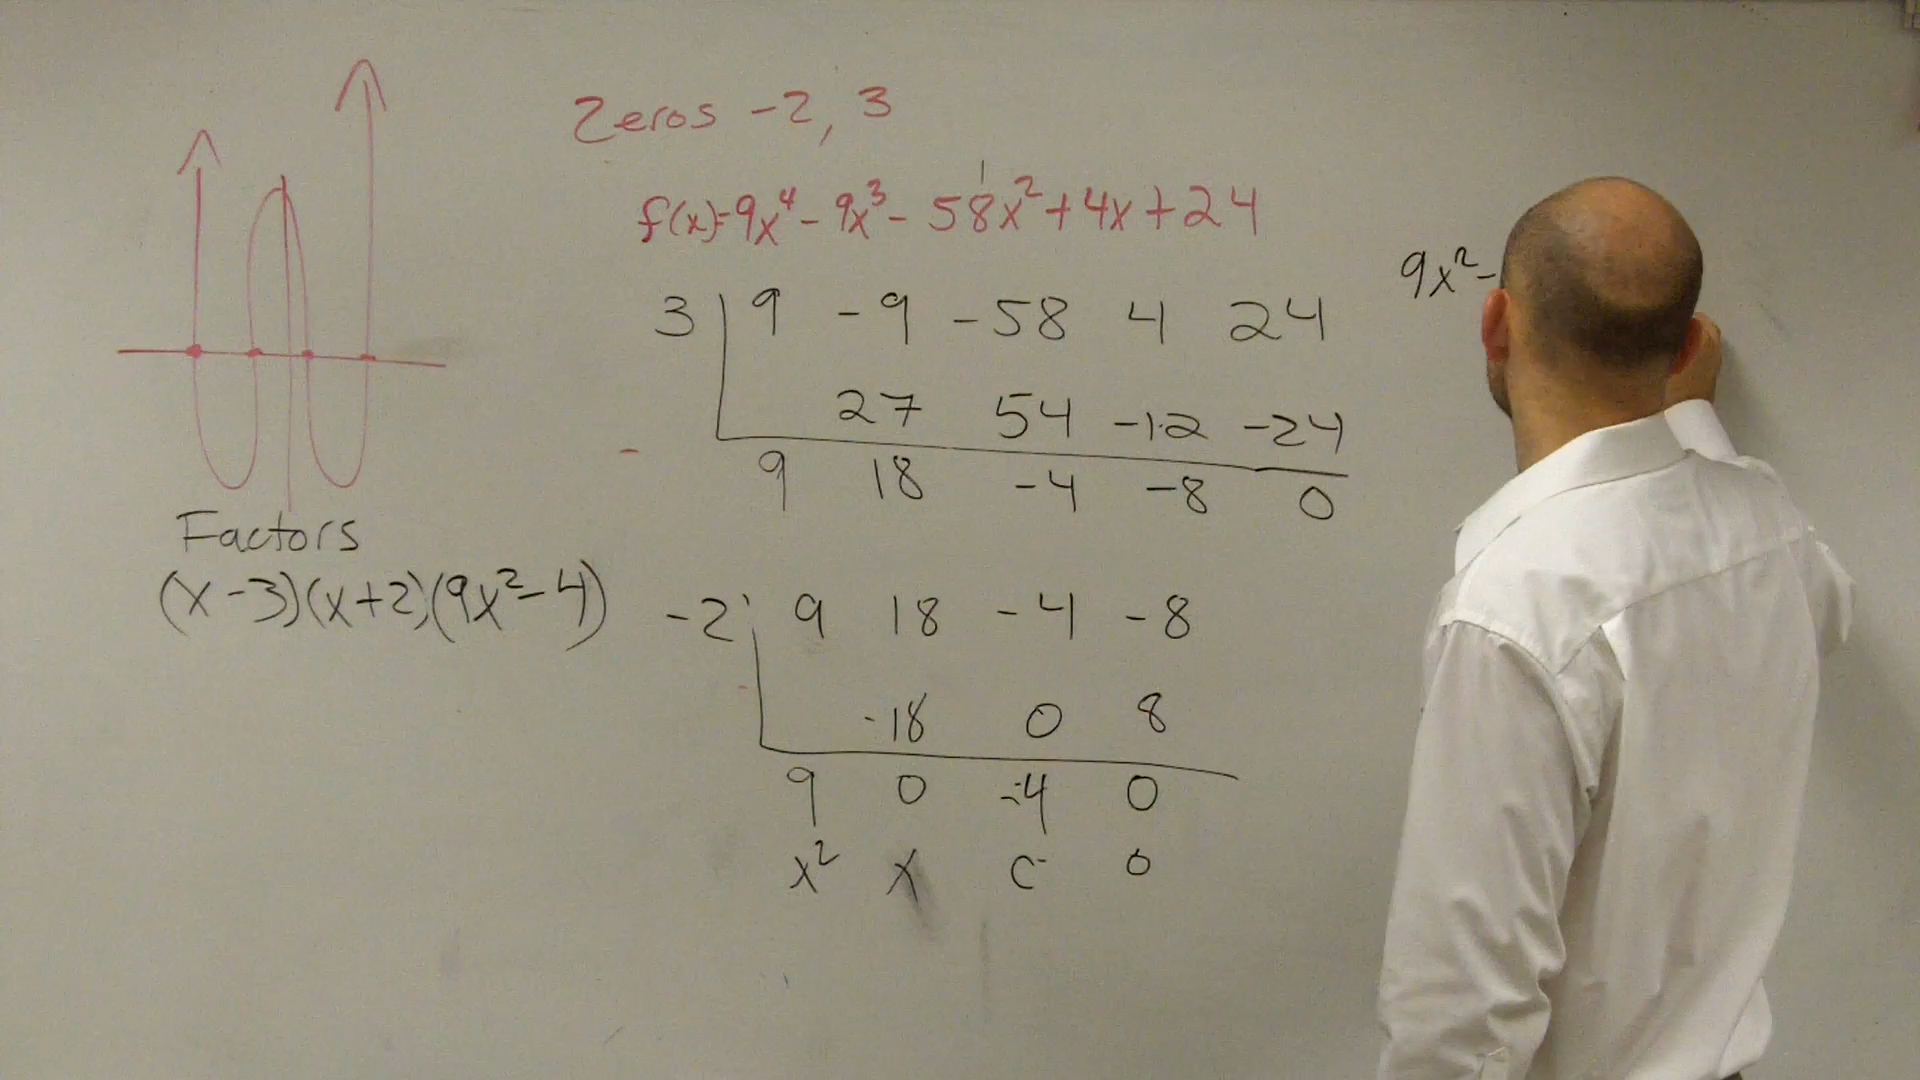 Zeros -2, 3
f(x)=9x⁴-9x³-58x²+4x+24
3 9 -9 -58 4 24
27 54 -12 -24
9 18 -4 -8 0
Factors
(x-3)(x+2)(9x²-4)
-2 9 18 -4 -8
-18 0 8
9 0 -4 0
x² x c 0
9x²-